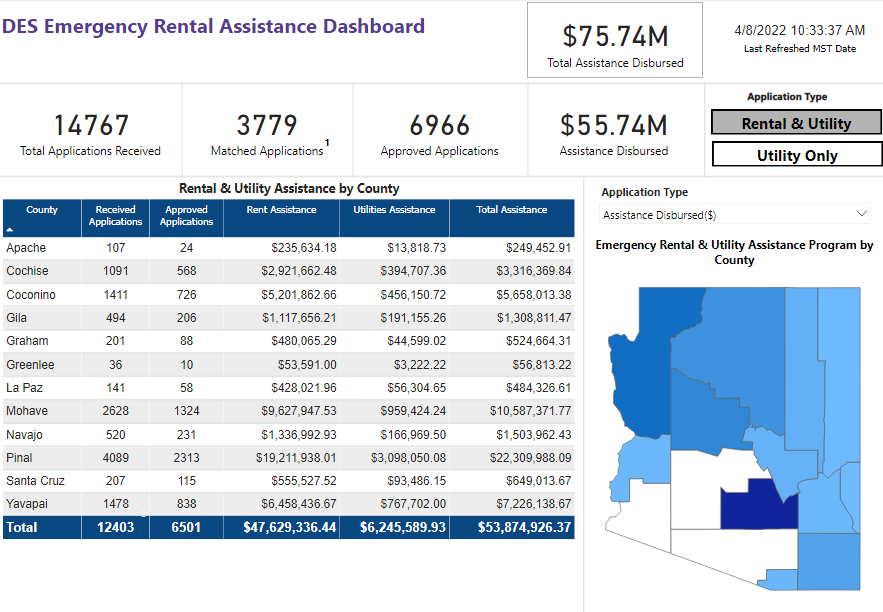 DES Emergency Rental Assistance Dashboard
$75.74M
Total Assistance Disbursed
4/8/2022 10:33:37 AM
Last Refreshed MST Date
14767
Total Applications Received
3779
Matched Applications 1
6966
Approved Applications
$55.74M
Assistance Disbursed
Application Type
Rental & Utility
Utility Only
Rental & Utility Assistance by County
County Received Applications Approved Applications Rent Assistance Utilities Assistance Total Assistance
Apache 107 24 $235,634.18 $13,818.73 $249,452.91
Cochise 1091 568 $2,921,662.48 $394,707.36 $3,316,369.84
Coconino 1411 726 $5,201,862.66 $456,150.72 $5,658,013.38
Gila 494 206 $1,117,656.21 $191,155.26 $1,308,811.47
Graham 201 88 $480,065.29 $44,599.02 $524,664.31
Greenlee 36 10 $53,591.00 $3,222.22 $56,813.22
La Paz 141 58 $428,021.96 $56,304.65 $484,326.61
Mohave 2628 1324 $9,627,947.53 $959,424.24 $10,587,371.77
Navajo 520 231 $1,336,992.93 $166,969.50 $1,503,962.43
Pinal 4089 2313 $19,211,938.01 $3,098,050.08 $22,309,988.09
Santa Cruz 207 115 $555,527.52 $93,486.15 $649,013.67
Yavapai 1478 838 $6,458,436.67 $767,702.00 $7,226,138.67
Total 12403 6501 $47,629,336.44 $6,245,589.93 $53,874,926.37
Application Type
Assistance Disbursed($)
Emergency Rental & Utility Assistance Program by
County